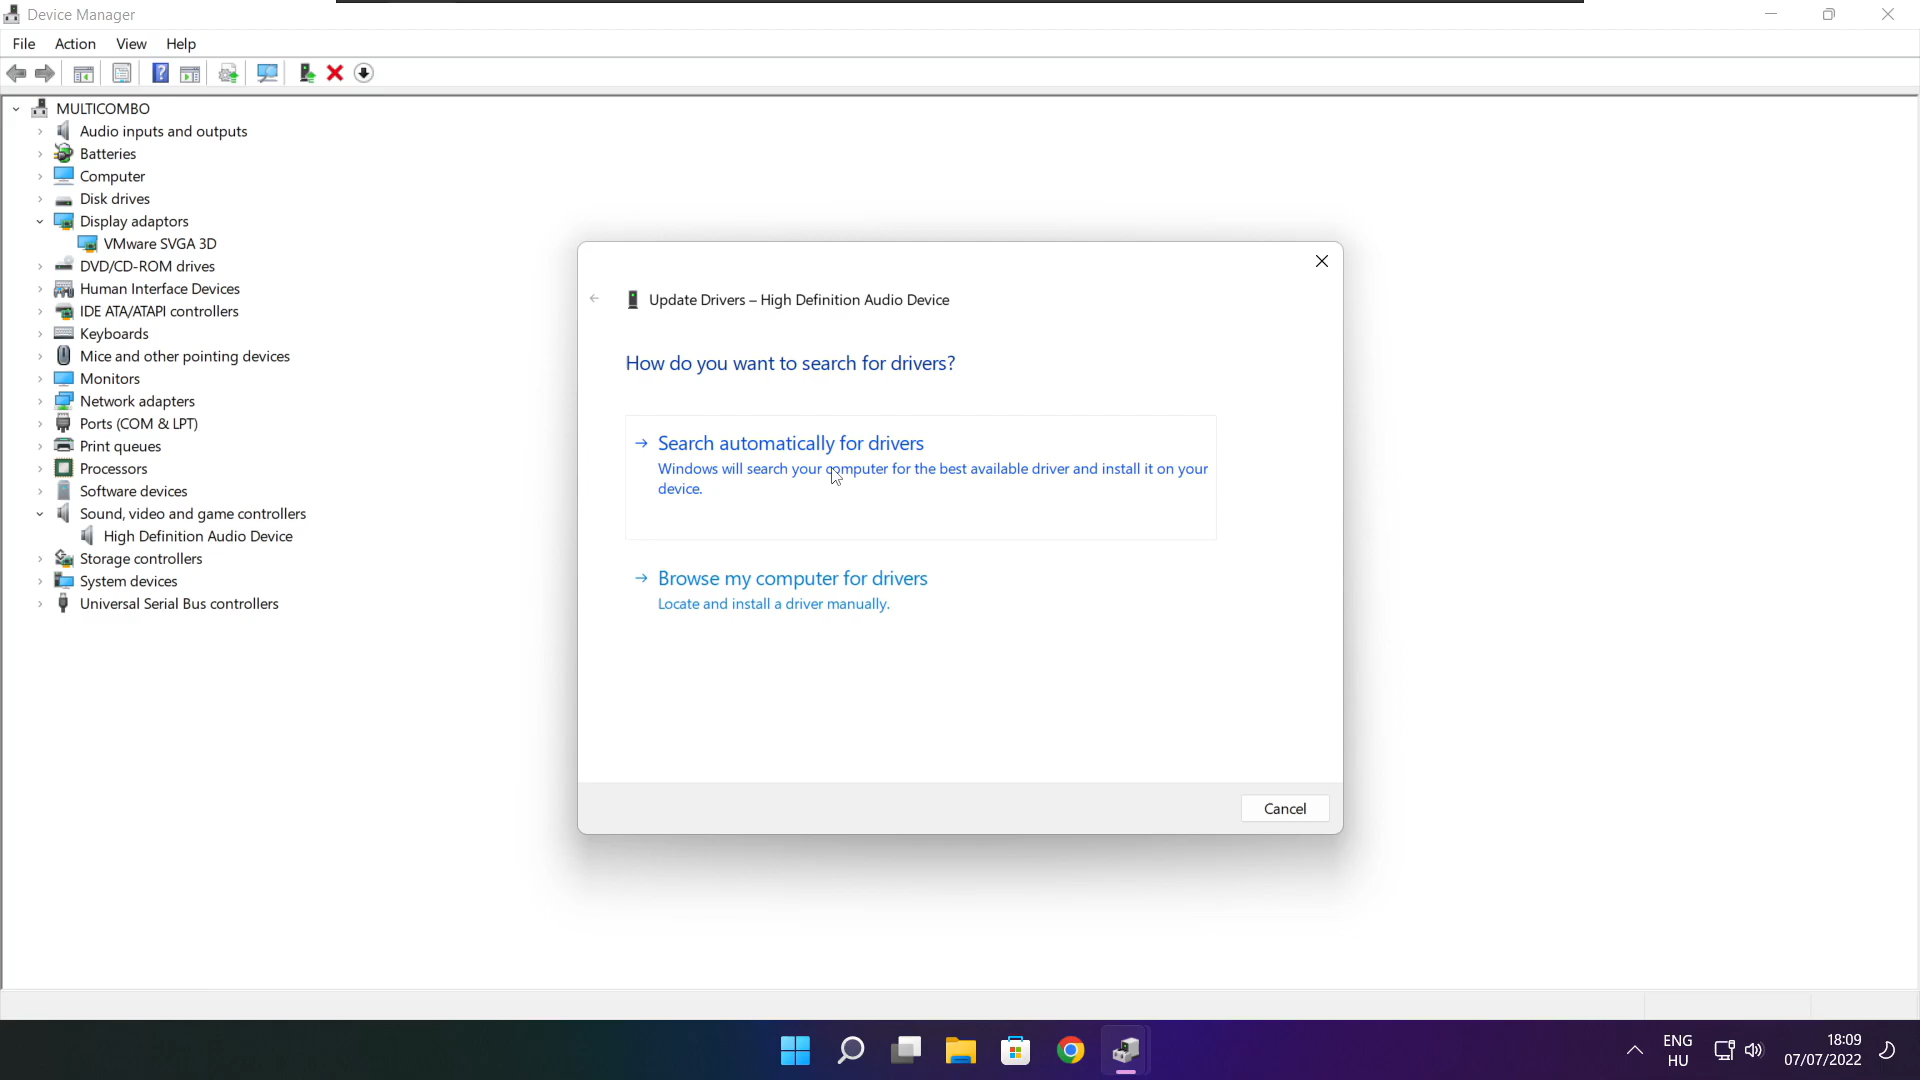 Device Manager
File Action View Help
MULTICOMBO
Audio inputs and outputs
Batteries
Computer
Disk drives
Display adaptors
VMware SVGA 3D
DVD/CD-ROM drives
Human Interface Devices
IDE ATA/ATAPI controllers
Keyboards
Mice and other pointing devices
Monitors
Network adapters
Ports (COM & LPT)
Print queues
Processors
Software devices
Sound, video and game controllers
High Definition Audio Device
Storage controllers
System devices
Universal Serial Bus controllers
Update Drivers – High Definition Audio Device
How do you want to search for drivers?
Search automatically for drivers
Windows will search your computer for the best available driver and install it on your
device.
Browse my computer for drivers
Locate and install a driver manually.
Cancel
ENG
HU
18:09
07/07/2022